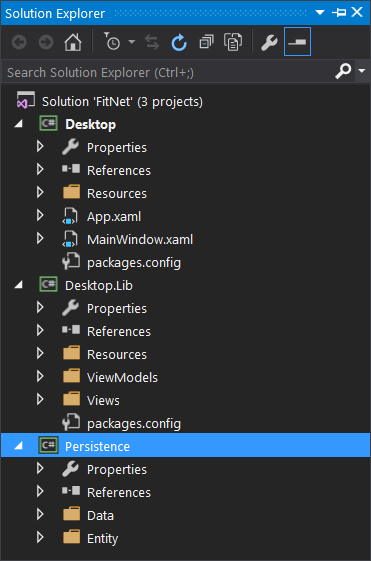 Solution Explorer
Search Solution Explorer (Ctrl+;)
Solution 'FitNet' (3 projects)
C# Desktop
Properties
References
Resources
App.xaml
MainWindow.xaml
packages.config
C# Desktop.Lib
Properties
References
Resources
ViewModels
Views
packages.config
C# Persistence
Properties
References
Data
Entity